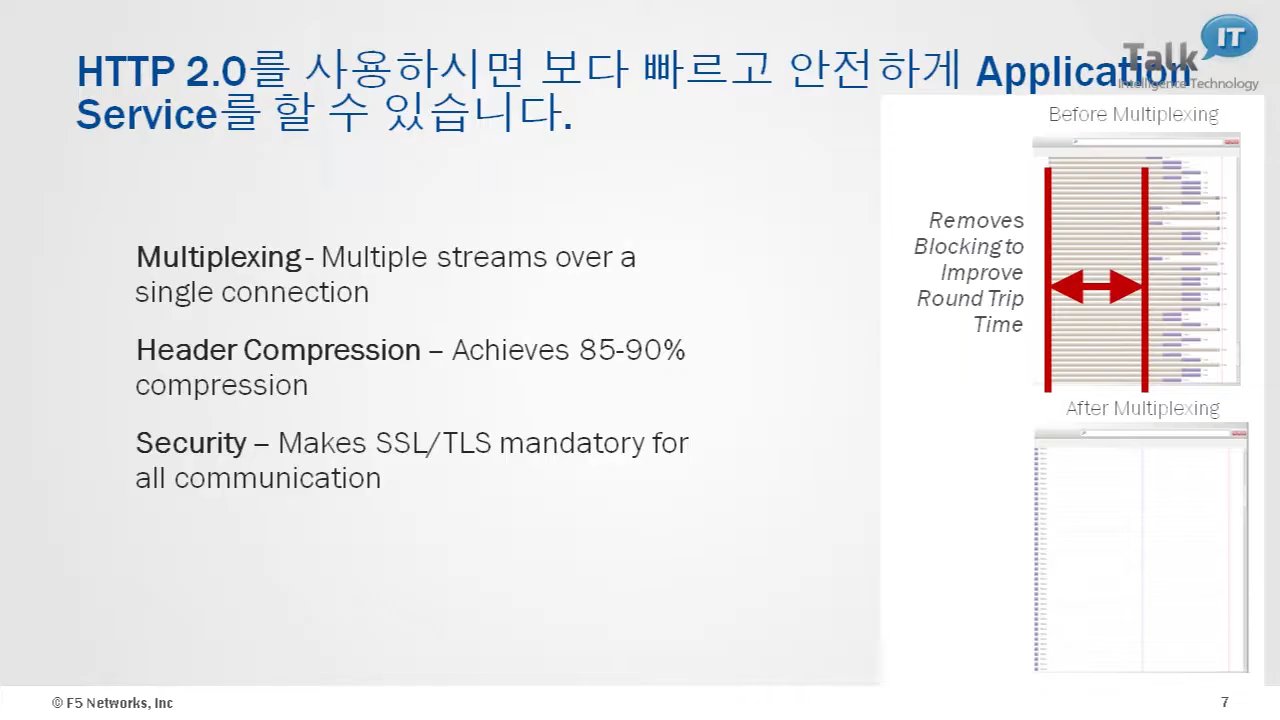 HTTP 2.0를 사용하시면 보다 빠르고 안전하게 Application
Service를 할 수 있습니다.
Talk IT
Intelligence Technology
Multiplexing - Multiple streams over a
single connection
Header Compression – Achieves 85-90%
compression
Security – Makes SSL/TLS mandatory for
all communication
Before Multiplexing
Removes
Blocking to
Improve
Round Trip
Time
After Multiplexing
© F5 Networks, Inc
7